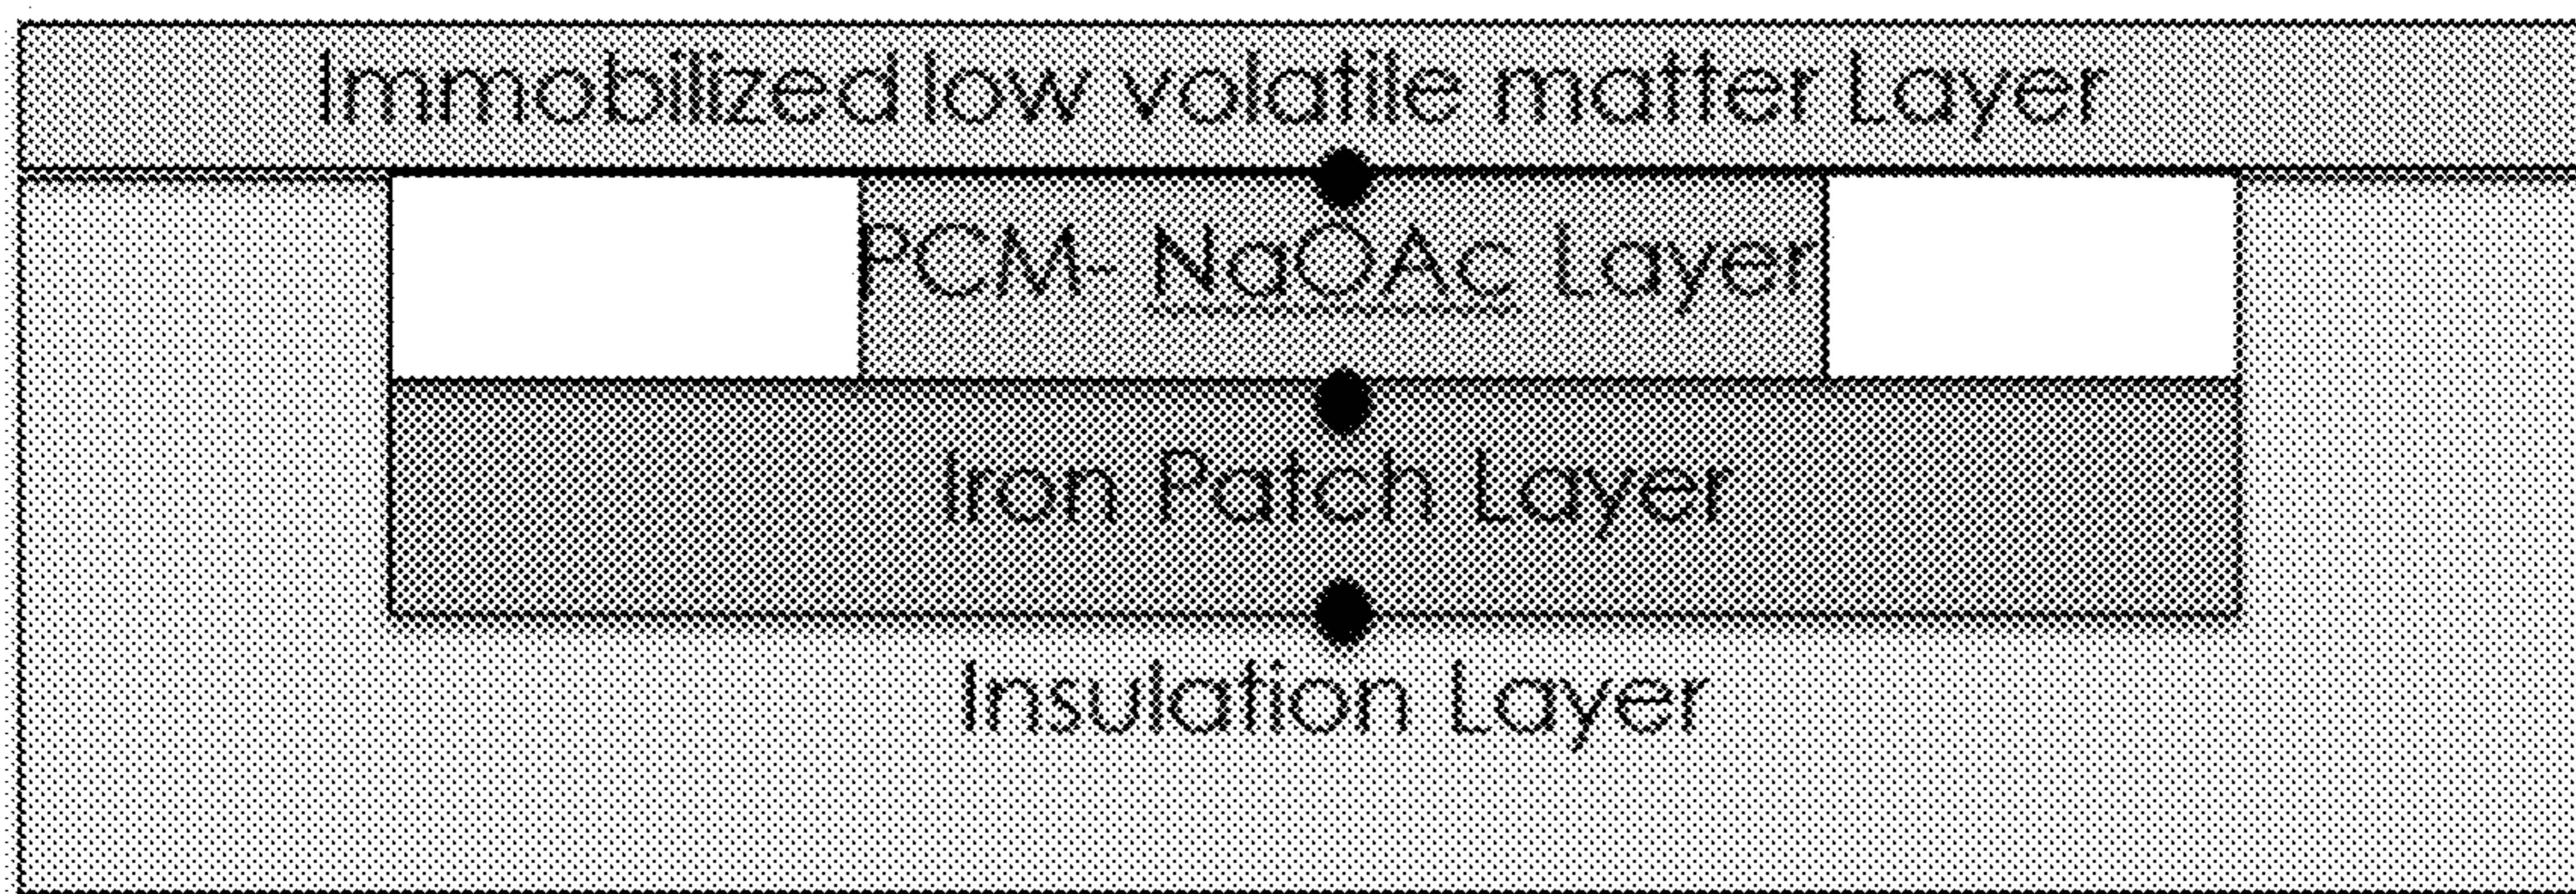 Immobilized low volatile matter Layer
PCM- NaOAc Layer
Iron Patch Layer
Insulation Layer